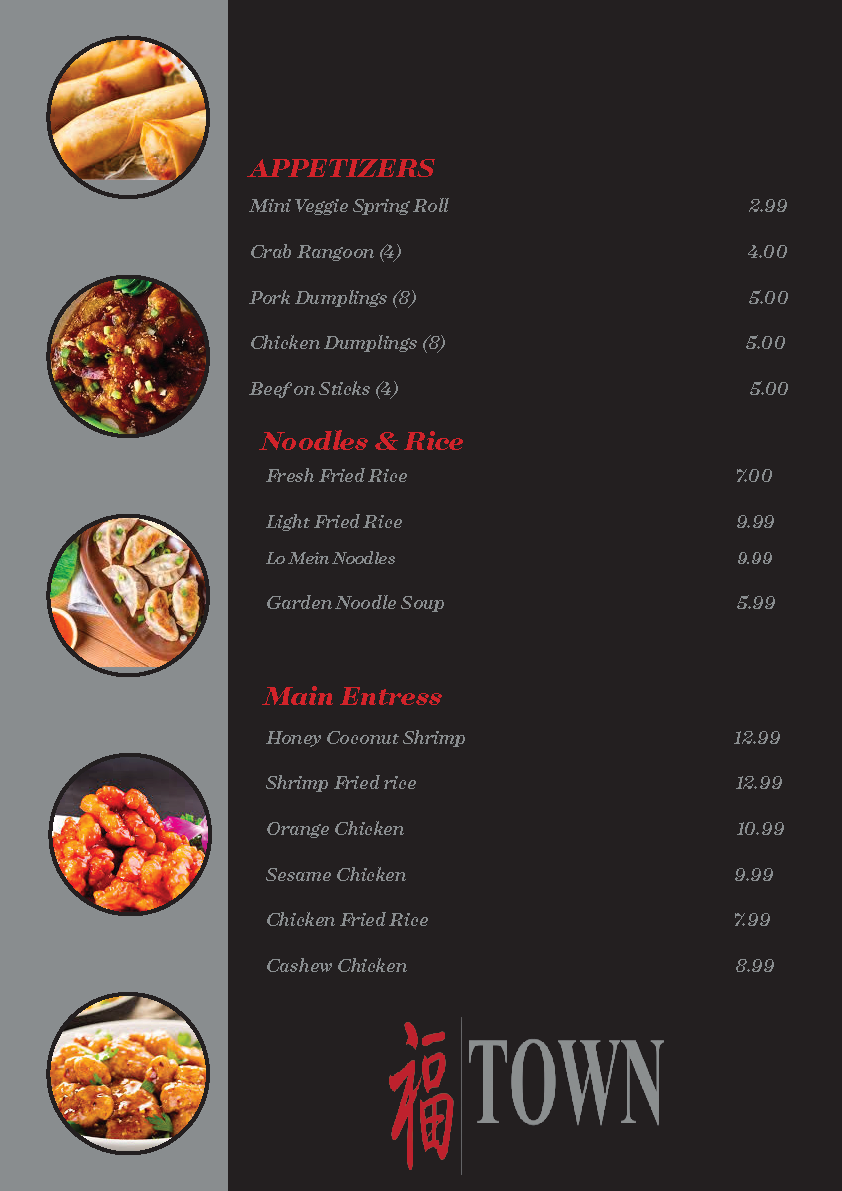 APPETIZERS
Mini Veggie Spring Roll 2.99
Crab Rangoon (4) 4.00
Pork Dumplings (8) 5.00
Chicken Dumplings (8) 5.00
Beef on Sticks (4) 5.00
Noodles & Rice
Fresh Fried Rice 7.00
Light Fried Rice 9.99
Lo Mein Noodles 9.99
Garden Noodle Soup 5.99
Main Entress
Honey Coconut Shrimp 12.99
Shrimp Fried rice 12.99
Orange Chicken 10.99
Sesame Chicken 9.99
Chicken Fried Rice 7.99
Cashew Chicken 8.99
福 TOWN